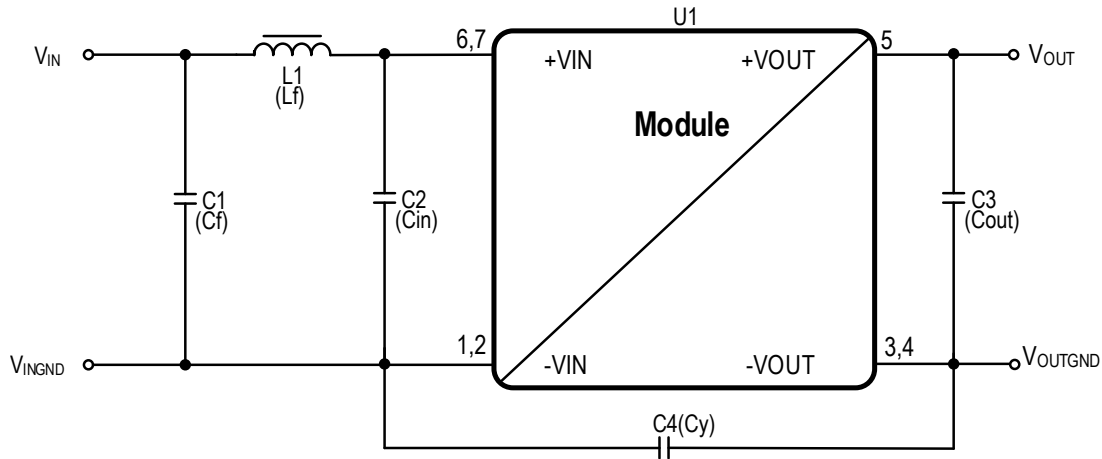 U1
VIN
L1
(Lf)
6,7
+VIN
+VOUT
5
VOUT
Module
C1
(Cf)
C2
(Cin)
C3
(Cout)
VINGND
1,2
-VIN
-VOUT
3,4
VOUTGND
C4(Cy)